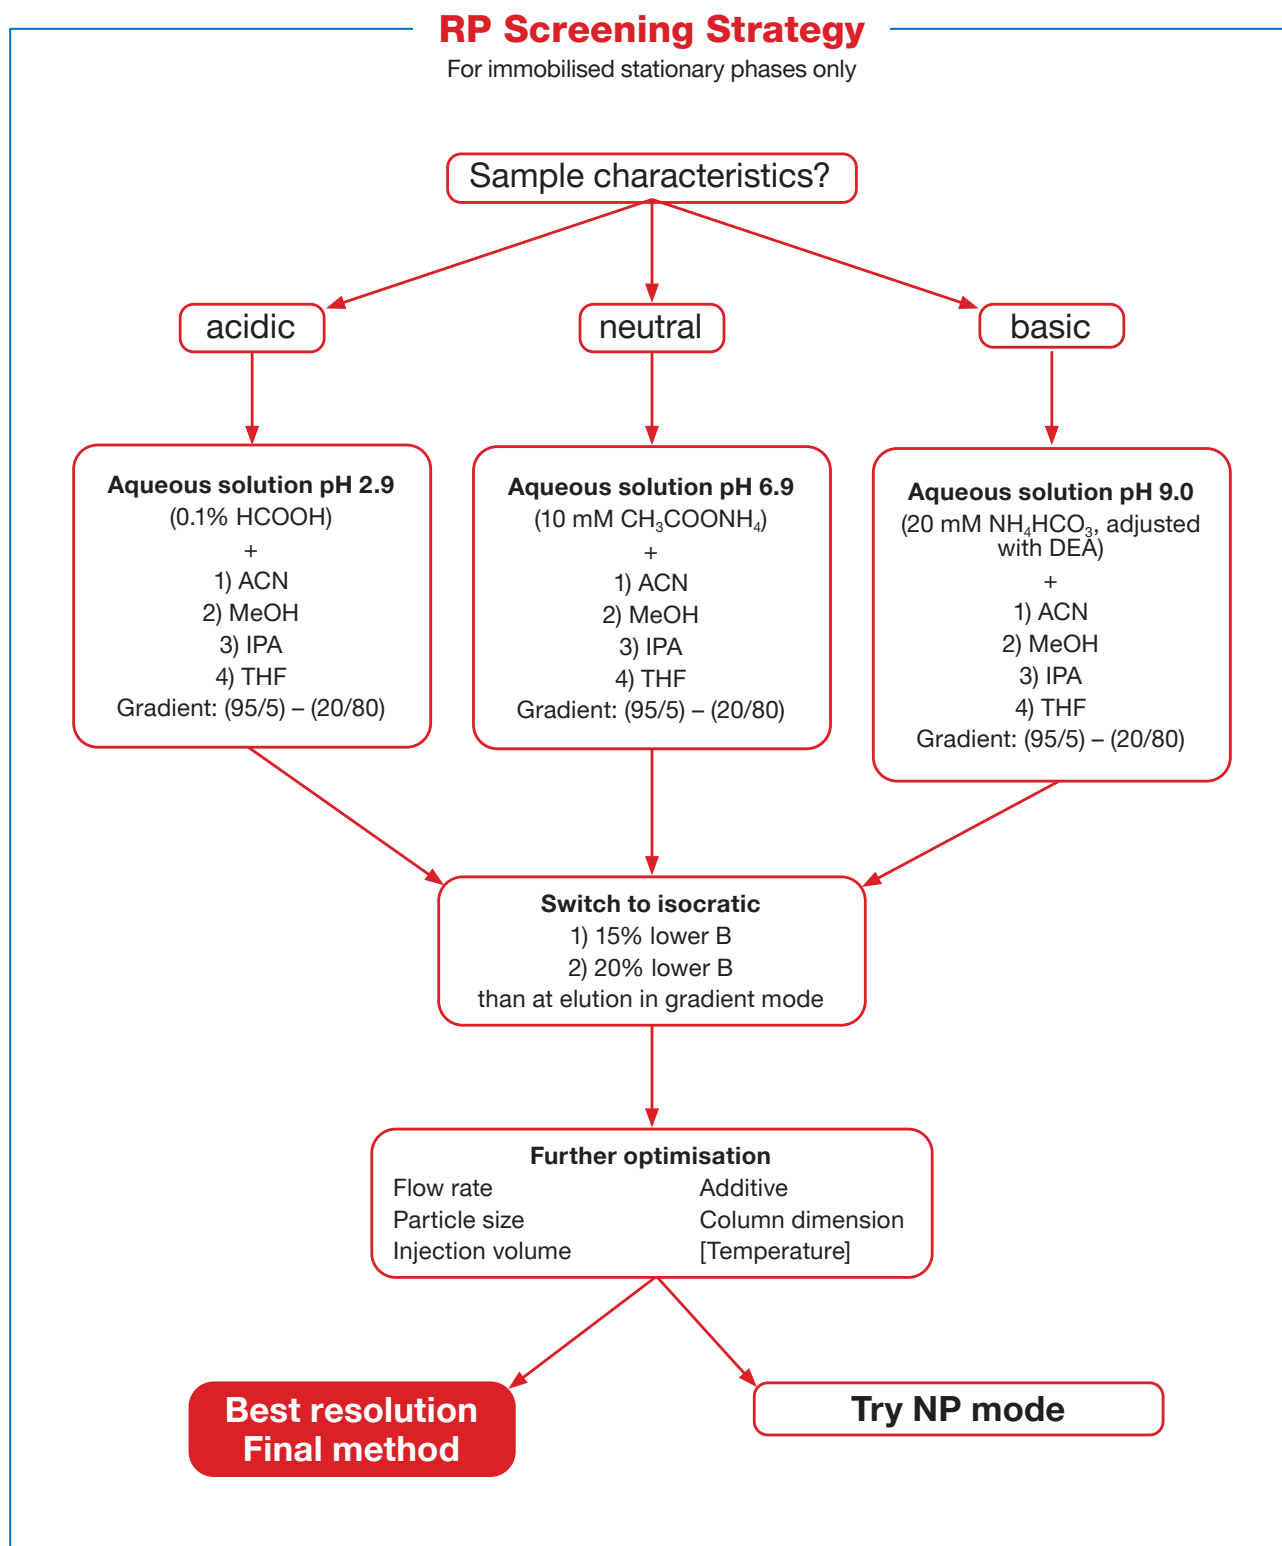 RP Screening Strategy
For immobilised stationary phases only
Sample characteristics?
acidic
neutral
basic
Aqueous solution pH 2.9
(0.1% HCOOH)
+
1) ACN
2) MeOH
3) IPA
4) THF
Gradient: (95/5) – (20/80)
Aqueous solution pH 6.9
(10 mM CH₃COONH₄)
+
1) ACN
2) MeOH
3) IPA
4) THF
Gradient: (95/5) – (20/80)
Aqueous solution pH 9.0
(20 mM NH₄HCO₃, adjusted
with DEA)
+
1) ACN
2) MeOH
3) IPA
4) THF
Gradient: (95/5) – (20/80)
Switch to isocratic
1) 15% lower B
2) 20% lower B
than at elution in gradient mode
Further optimisation
Flow rate
Particle size
Injection volume
Additive
Column dimension
[Temperature]
Best resolution
Final method
Try NP mode